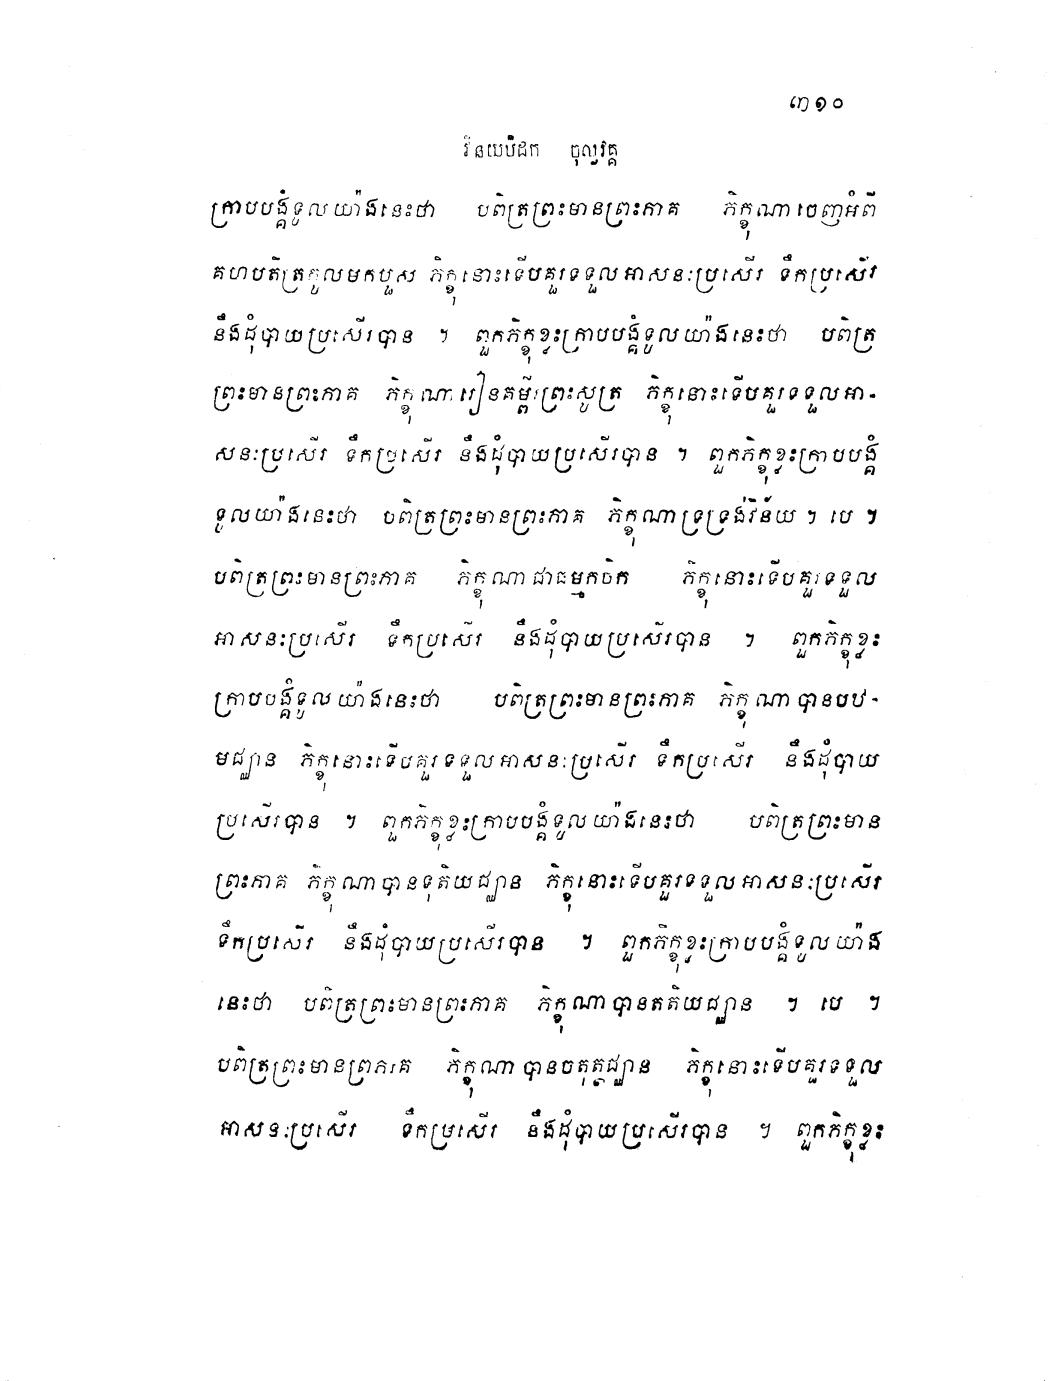 ៣១០
វិនយបិដក ចុល្លវគ្គ
ក្រាបបង្គំទូលយ៉ាងនេះថា បពិត្រព្រះមានព្រះភាគ ភិក្ខុណាចេញអំពី
គហបតិត្រកូលមកបួស ភិក្ខុនោះទើបគួរទទួលអាសនៈប្រសើរ ទឹកប្រសើរ
នឹងដុំបាយប្រសើរបាន ។ ពួកភិក្ខុខ្លះក្រាបបង្គំទូលយ៉ាងនេះថា បពិត្រ
ព្រះមានព្រះភាគ ភិក្ខុណារៀនគម្ពីរព្រះសូត្រ ភិក្ខុនោះទើបគួរទទួលអា-
សនៈប្រសើរ ទឹកប្រសើរ នឹងដុំបាយប្រសើរបាន ។ ពួកភិក្ខុខ្លះក្រាបបង្គំ
ទូលយ៉ាងនេះថា បពិត្រព្រះមានព្រះភាគ ភិក្ខុណាទ្រទ្រង់វិន័យ ។ បេ ។
បពិត្រព្រះមានព្រះភាគ ភិក្ខុណាជាធម្មកថិក ភិក្ខុនោះទើបគួរទទួល
អាសនៈប្រសើរ ទឹកប្រសើរ នឹងដុំបាយប្រសើរបាន ។ ពួកភិក្ខុខ្លះ
ក្រាបបង្គំទូលយ៉ាងនេះថា បពិត្រព្រះមានព្រះភាគ ភិក្ខុណាបានបឋ-
មជ្ឈាន ភិក្ខុនោះទើបគួរទទួលអាសនៈប្រសើរ ទឹកប្រសើរ នឹងដុំបាយ
ប្រសើរបាន ។ ពួកភិក្ខុខ្លះក្រាបបង្គំទូលយ៉ាងនេះថា បពិត្រព្រះមាន
ព្រះភាគ ភិក្ខុណាបានទុតិយជ្ឈាន ភិក្ខុនោះទើបគួរទទួលអាសនៈប្រសើរ
ទឹកប្រសើរ នឹងដុំបាយប្រសើរបាន ។ ពួកភិក្ខុខ្លះក្រាបបង្គំទូលយ៉ាង
នេះថា បពិត្រព្រះមានព្រះភាគ ភិក្ខុណាបានតតិយជ្ឈាន ។ បេ ។
បពិត្រព្រះមានព្រះភាគ ភិក្ខុណាបានចតុត្ថជ្ឈាន ភិក្ខុនោះទើបគួរទទួល
អាសនៈប្រសើរ ទឹកប្រសើរ នឹងដុំបាយប្រសើរបាន ។ ពួកភិក្ខុខ្លះ